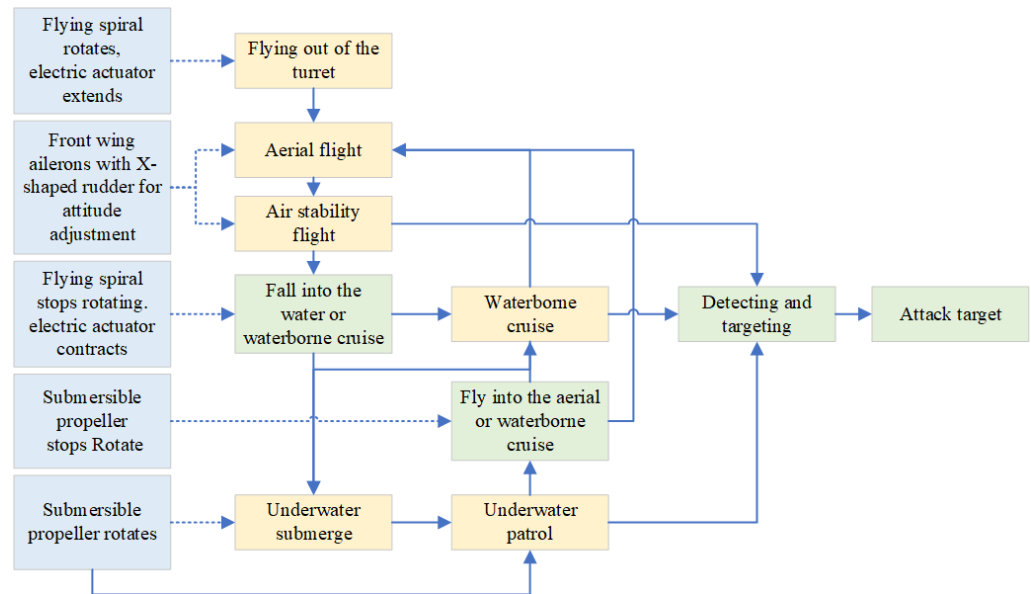 Flying spiral
rotates,
electric actuator
extends
Flying out of the
turret
Front wing
ailerons with X-
shaped rudder for
attitude
adjustment
Aerial flight
Air stability
flight
Flying spiral
stops rotating.
electric actuator
contracts
Fall into the
water or
waterborne cruise
Waterborne
cruise
Detecting and
targeting
Attack target
Submersible
propeller
stops Rotate
Fly into the aerial
or waterborne
cruise
Submersible
propeller rotates
Underwater
submerge
Underwater
patrol